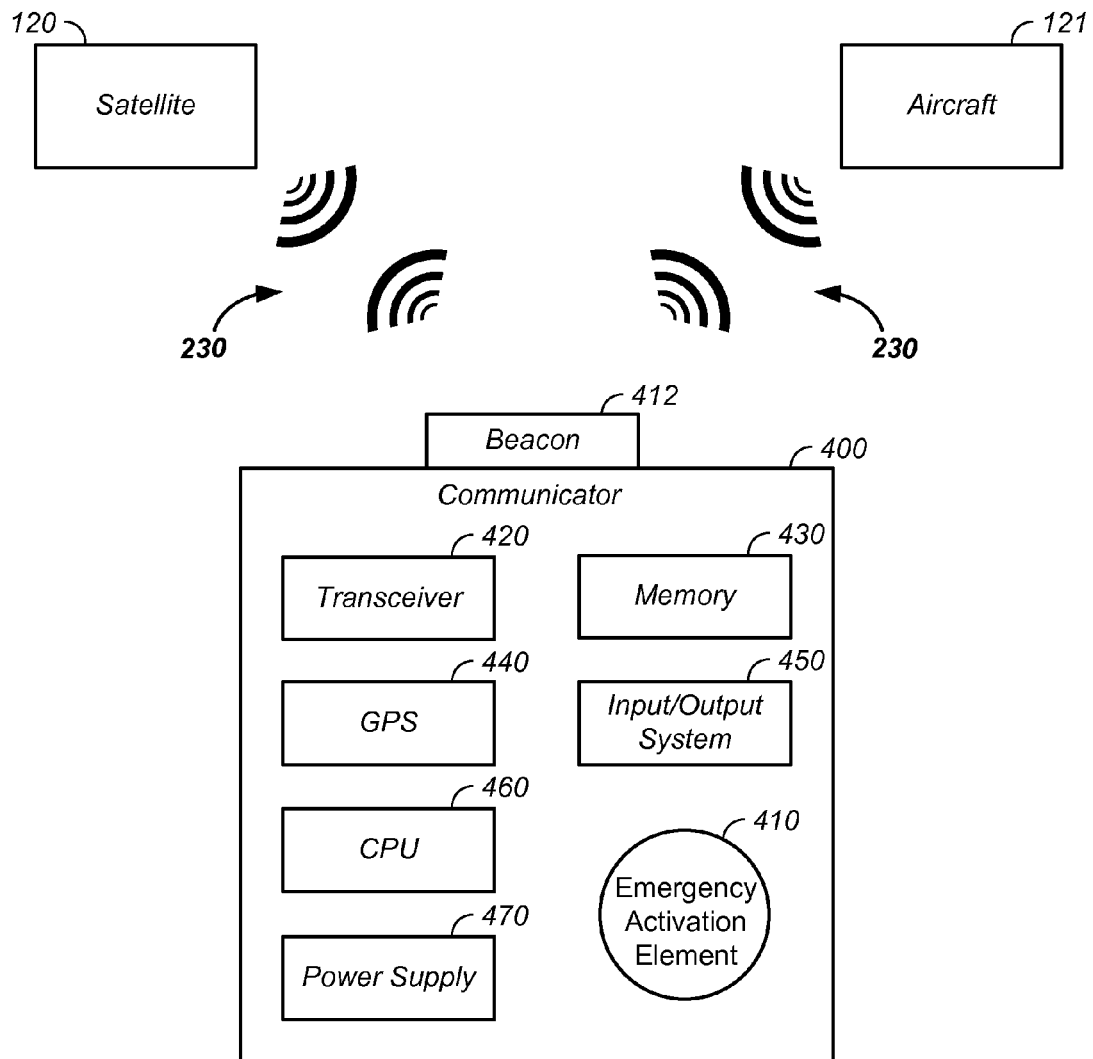 120
121
Satellite
Aircraft
230
230
412
Beacon
400
Communicator
420
430
Transceiver
Memory
440
450
GPS
Input/Output
System
460
410
CPU
Emergency
Activation
Element
470
Power Supply